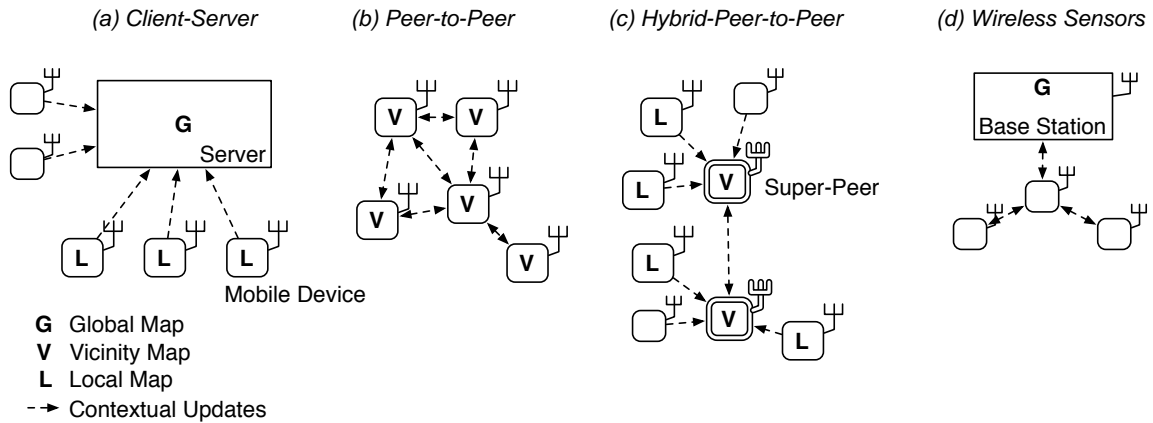 (a) Client-Server
(b) Peer-to-Peer
(c) Hybrid-Peer-to-Peer
(d) Wireless Sensors
G
Server
L
L
L
Mobile Device
V
V
V
V
V
L
L
V
Super-Peer
L
V
L
G
Base Station
G Global Map
V Vicinity Map
L Local Map
Contextual Updates